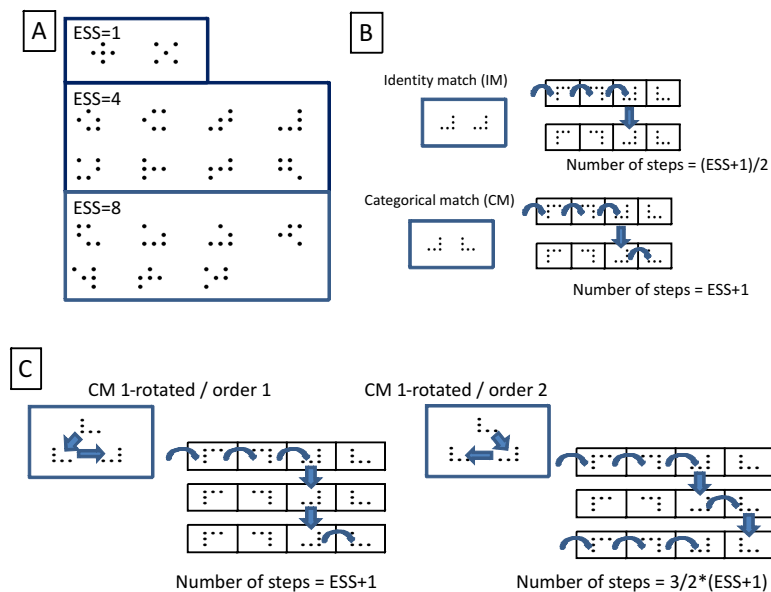 A
ESS=1
ESS=4
ESS=8
B
Identity match (IM)
Number of steps = (ESS+1)/2
Categorical match (CM)
Number of steps = ESS+1
C
CM 1-rotated / order 1
Number of steps = ESS+1
CM 1-rotated / order 2
Number of steps = 3/2*(ESS+1)